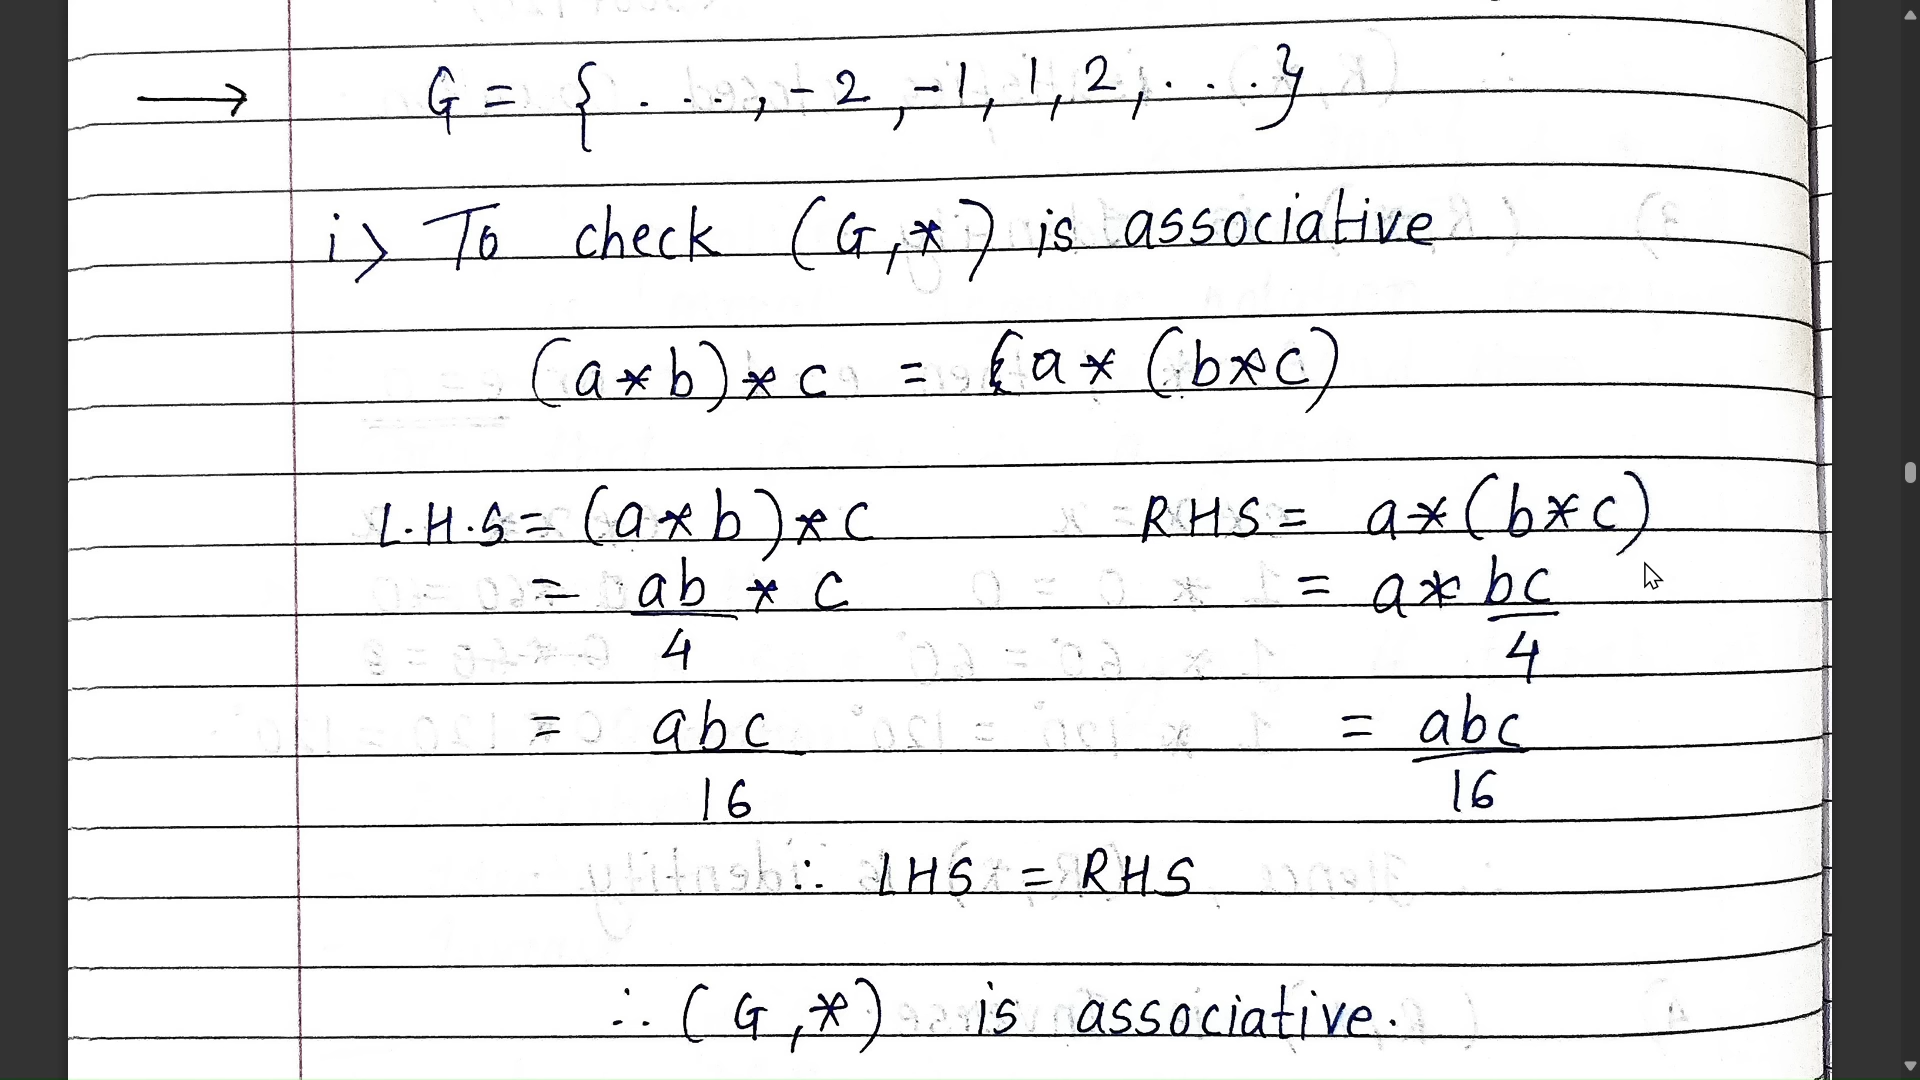 → G = { . . . , -2 , -1 , 1 , 2 , . . . }
i> To check (G,*) is associative
(a*b)*c = a*(b*c)
L.H.S = (a*b)*c RHS = a*(b*c)
= ab/4 * c = a* bc/4
= abc/16 = abc/16
∴ LHS = RHS
∴ (G,*) is associative.